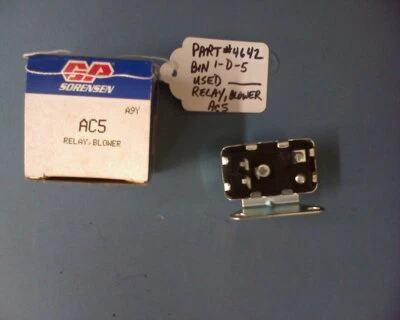 GP
SORENSEN
A9Y
AC5
RELAY, BLOWER
PART #4642
BIN 1-D-5
USED
RELAY, BLOWER
AC5